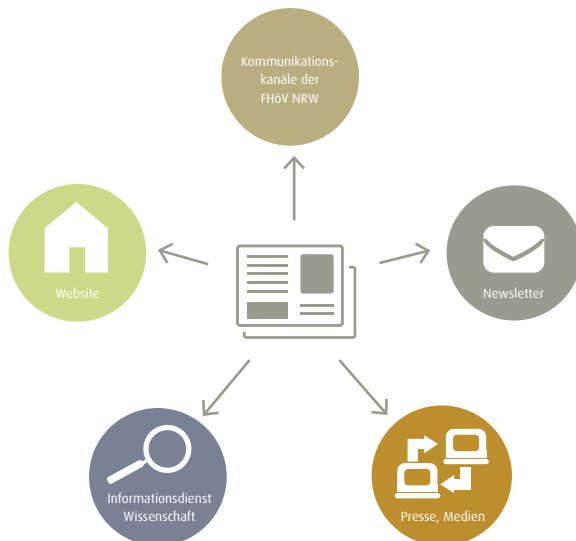 Kommunikations-
kanäle der
FHöV NRW
Website
Newsletter
Informationsdienst
Wissenschaft
Presse, Medien